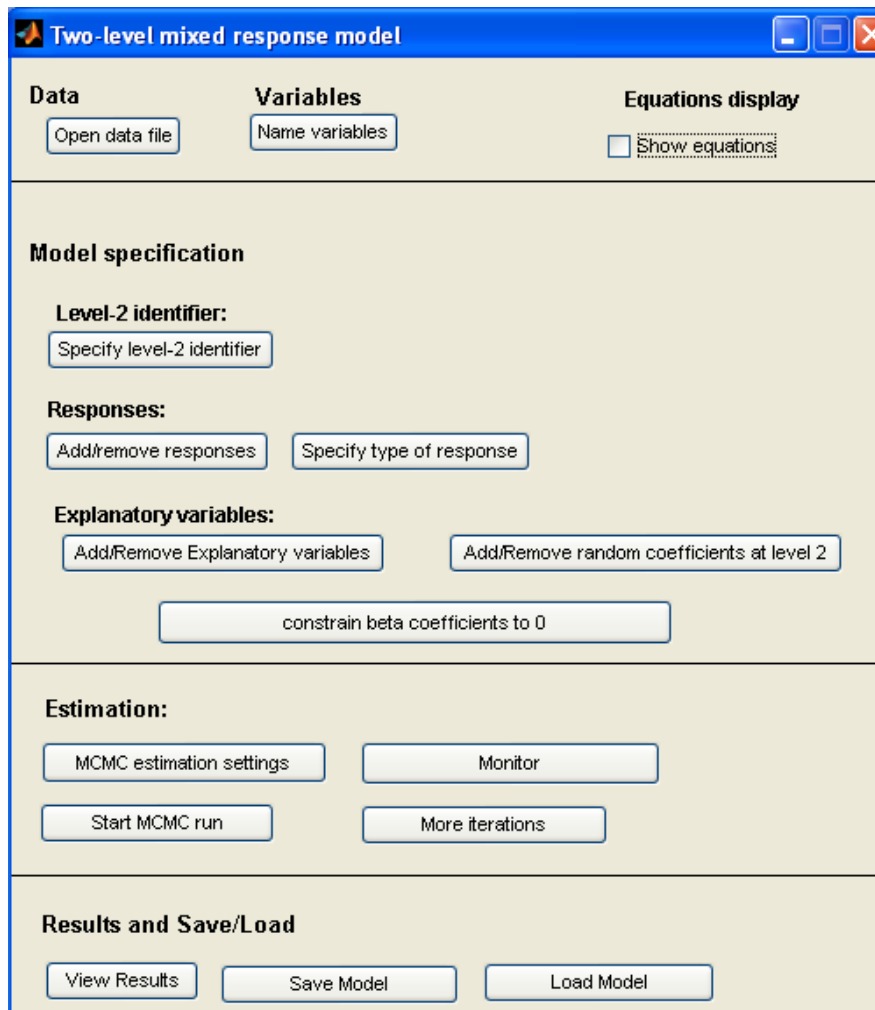 Two-level mixed response model
Data Variables Equations display
Open data file Name variables Show equations
Model specification
Level-2 identifier:
Specify level-2 identifier
Responses:
Add/remove responses Specify type of response
Explanatory variables:
Add/Remove Explanatory variables Add/Remove random coefficients at level 2
constrain beta coefficients to 0
Estimation:
MCMC estimation settings Monitor
Start MCMC run More iterations
Results and Save/Load
View Results Save Model Load Model